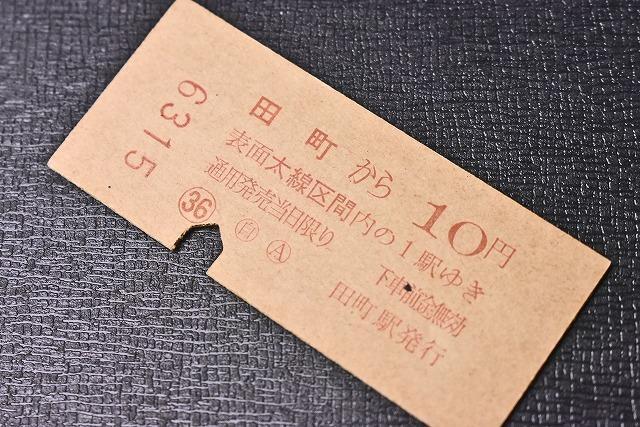 6315
田町から10円
表面太線区間内の1駅ゆき
通用発売当日限り
下車前途無効
㊱ 自 Ⓐ
田町駅発行